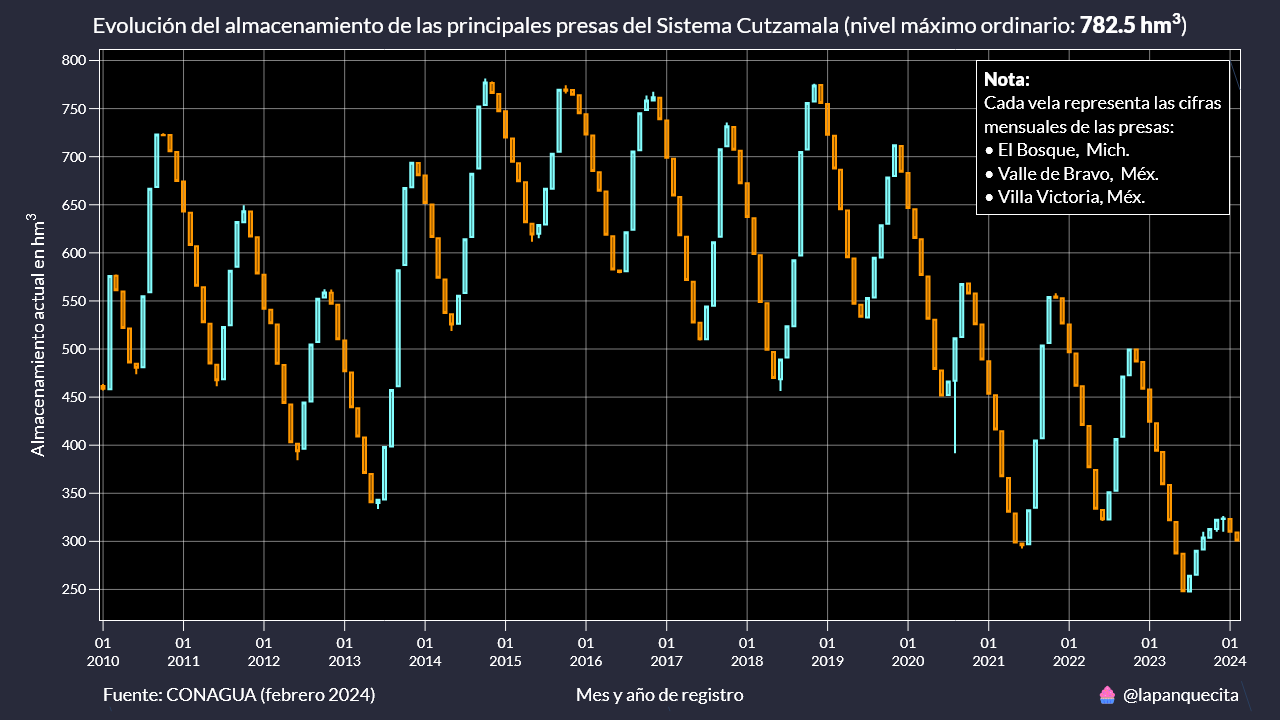 Evolución del almacenamiento de las principales presas del Sistema Cutzamala (nivel máximo ordinario: 782.5 hm³)
Nota:
Cada vela representa las cifras
mensuales de las presas:
• El Bosque, Mich.
• Valle de Bravo, Méx.
• Villa Victoria, Méx.
Almacenamiento actual en hm³
800
750
700
650
600
550
500
450
400
350
300
250
01 01 01 01 01 01 01 01 01 01 01 01 01 01 01
2010 2011 2012 2013 2014 2015 2016 2017 2018 2019 2020 2021 2022 2023 2024
Fuente: CONAGUA (febrero 2024)
Mes y año de registro
🧁 @lapanquecita